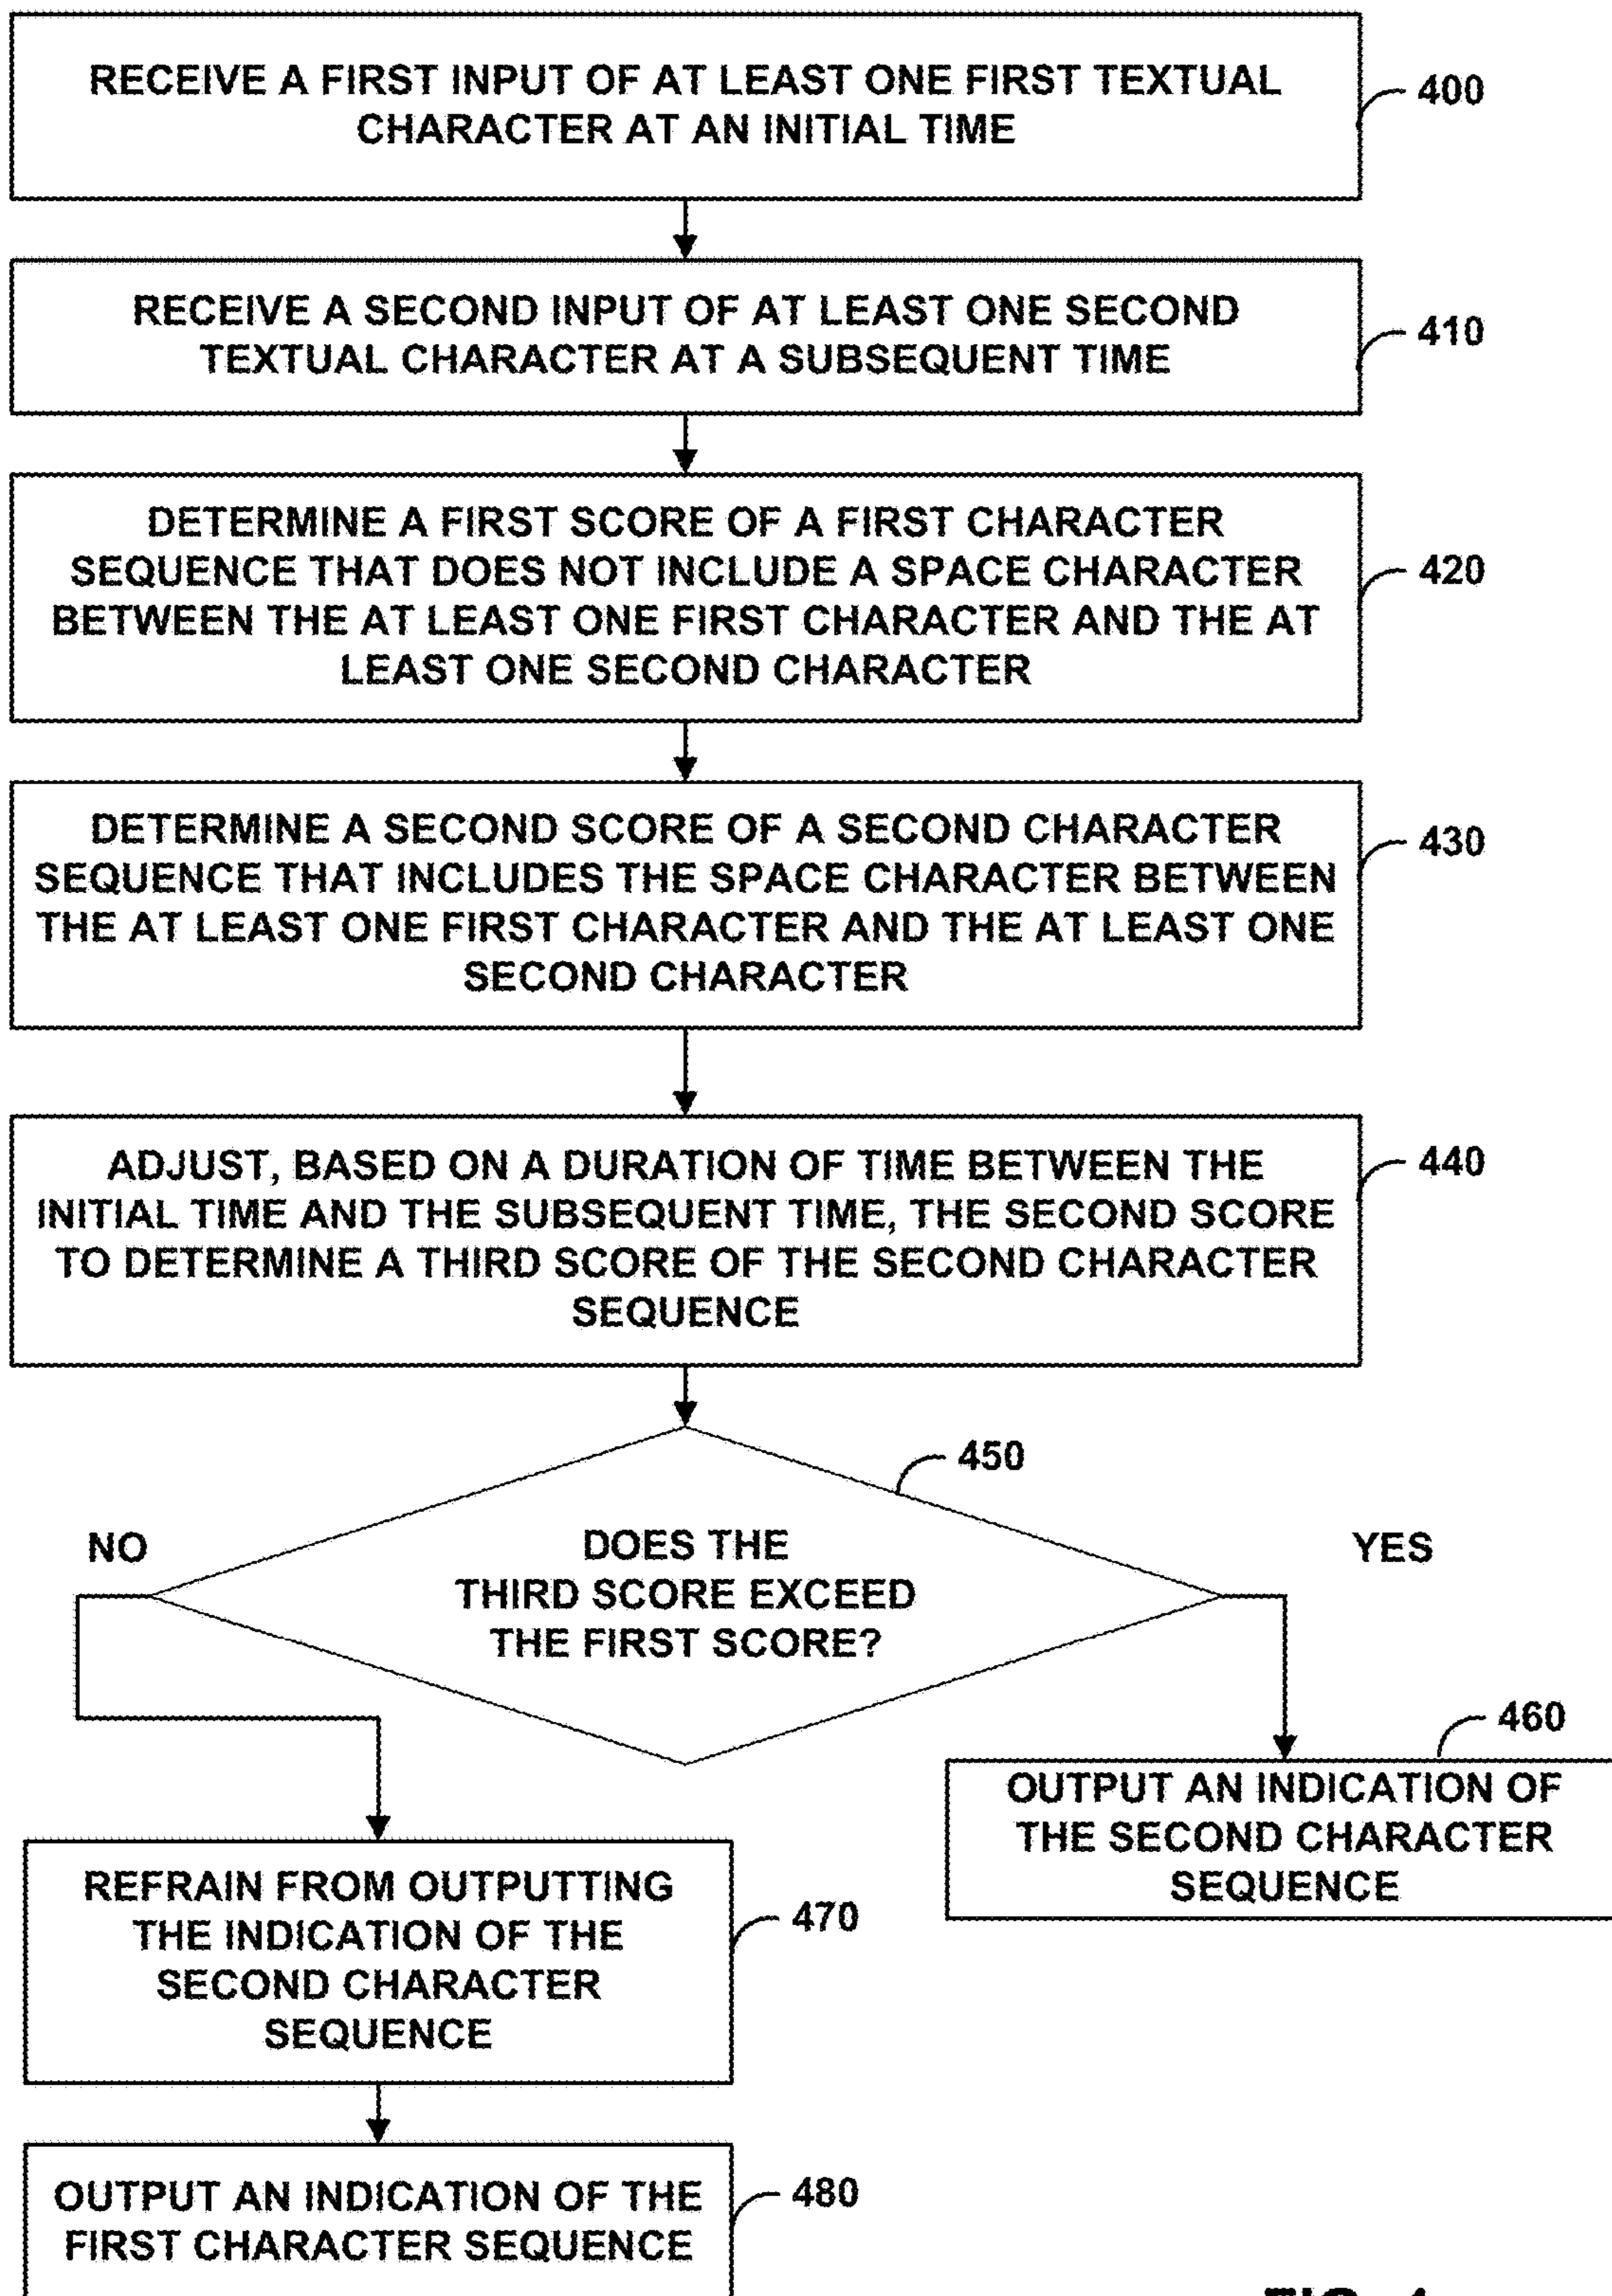 RECEIVE A FIRST INPUT OF AT LEAST ONE FIRST TEXTUAL
CHARACTER AT AN INITIAL TIME
400
RECEIVE A SECOND INPUT OF AT LEAST ONE SECOND
TEXTUAL CHARACTER AT A SUBSEQUENT TIME
410
DETERMINE A FIRST SCORE OF A FIRST CHARACTER
SEQUENCE THAT DOES NOT INCLUDE A SPACE CHARACTER
BETWEEN THE AT LEAST ONE FIRST CHARACTER AND THE AT
LEAST ONE SECOND CHARACTER
420
DETERMINE A SECOND SCORE OF A SECOND CHARACTER
SEQUENCE THAT INCLUDES THE SPACE CHARACTER BETWEEN
THE AT LEAST ONE FIRST CHARACTER AND THE AT LEAST ONE
SECOND CHARACTER
430
ADJUST, BASED ON A DURATION OF TIME BETWEEN THE
INITIAL TIME AND THE SUBSEQUENT TIME, THE SECOND SCORE
TO DETERMINE A THIRD SCORE OF THE SECOND CHARACTER
SEQUENCE
440
450
NO
DOES THE
THIRD SCORE EXCEED
THE FIRST SCORE?
YES
460
OUTPUT AN INDICATION OF
THE SECOND CHARACTER
SEQUENCE
REFRAIN FROM OUTPUTTING
THE INDICATION OF THE
SECOND CHARACTER
SEQUENCE
470
OUTPUT AN INDICATION OF THE
FIRST CHARACTER SEQUENCE
480